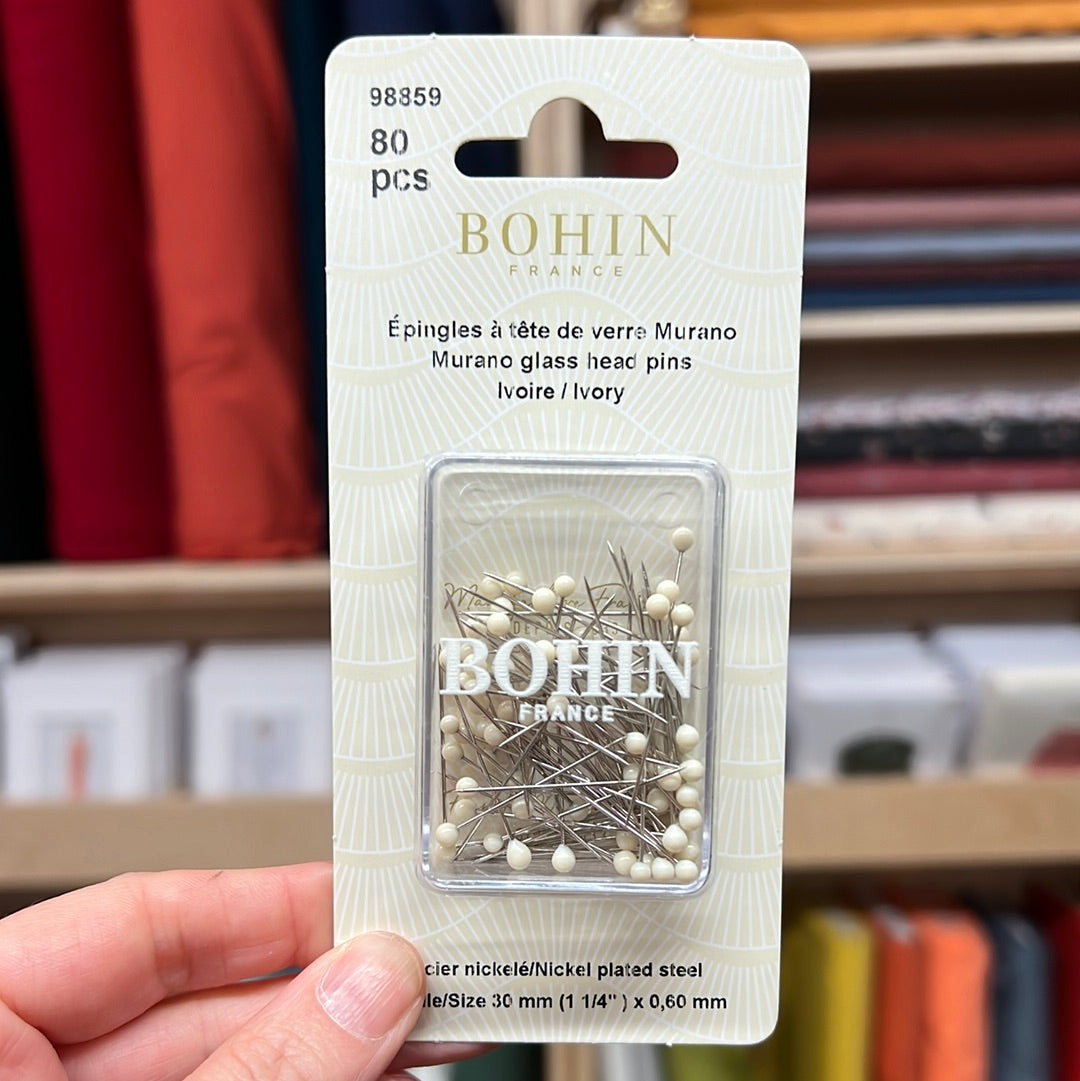 98859
80
pcs
BOHIN
FRANCE
Épingles à tête de verre Murano
Murano glass head pins
Ivoire / Ivory
BOHIN
FRANCE
cier nickelé/Nickel plated steel
le/Size 30 mm (1 1/4" ) x 0,60 mm